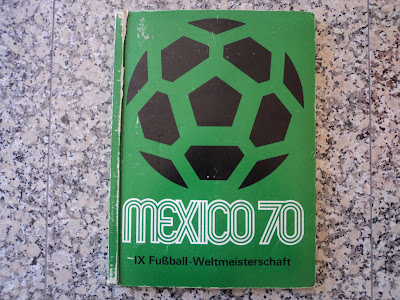 MEXICO 70
IX Fußball-Weltmeisterschaft